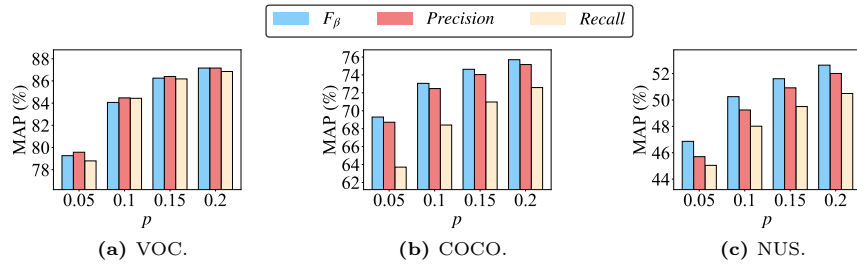 F_β Precision Recall
MAP (%)
88
86
84
82
80
78
0.05 0.1 0.15 0.2
p
(a) VOC.
MAP (%)
76
74
72
70
68
66
64
62
0.05 0.1 0.15 0.2
p
(b) COCO.
MAP (%)
52
50
48
46
44
0.05 0.1 0.15 0.2
p
(c) NUS.